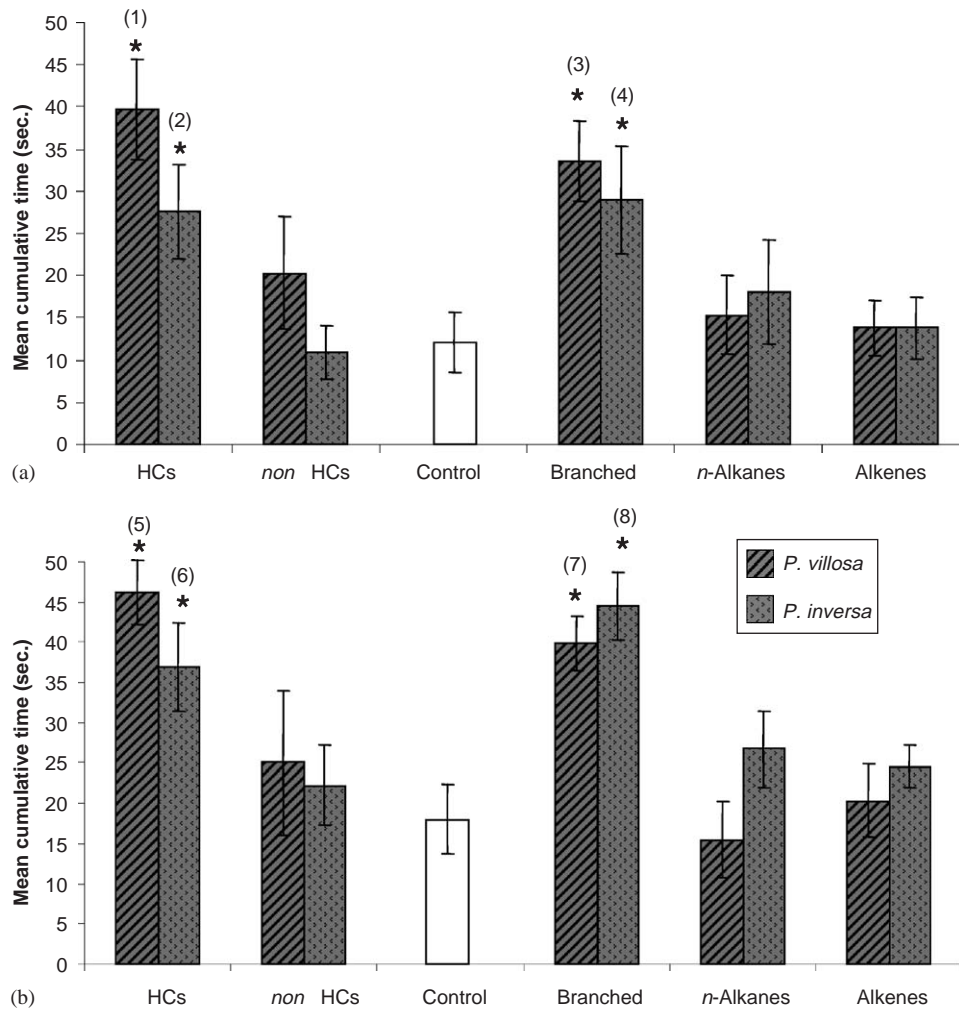 Mean cumulative time (sec.)
50
45
40
35
30
25
20
15
10
5
0
(1)
*
(2)
*
(3)
*
(4)
*
(a)
HCs
non HCs
Control
Branched
n-Alkanes
Alkenes
Mean cumulative time (sec.)
50
45
40
35
30
25
20
15
10
5
0
(5)
*
(6)
*
(7)
*
(8)
*
P. villosa
P. inversa
(b)
HCs
non HCs
Control
Branched
n-Alkanes
Alkenes